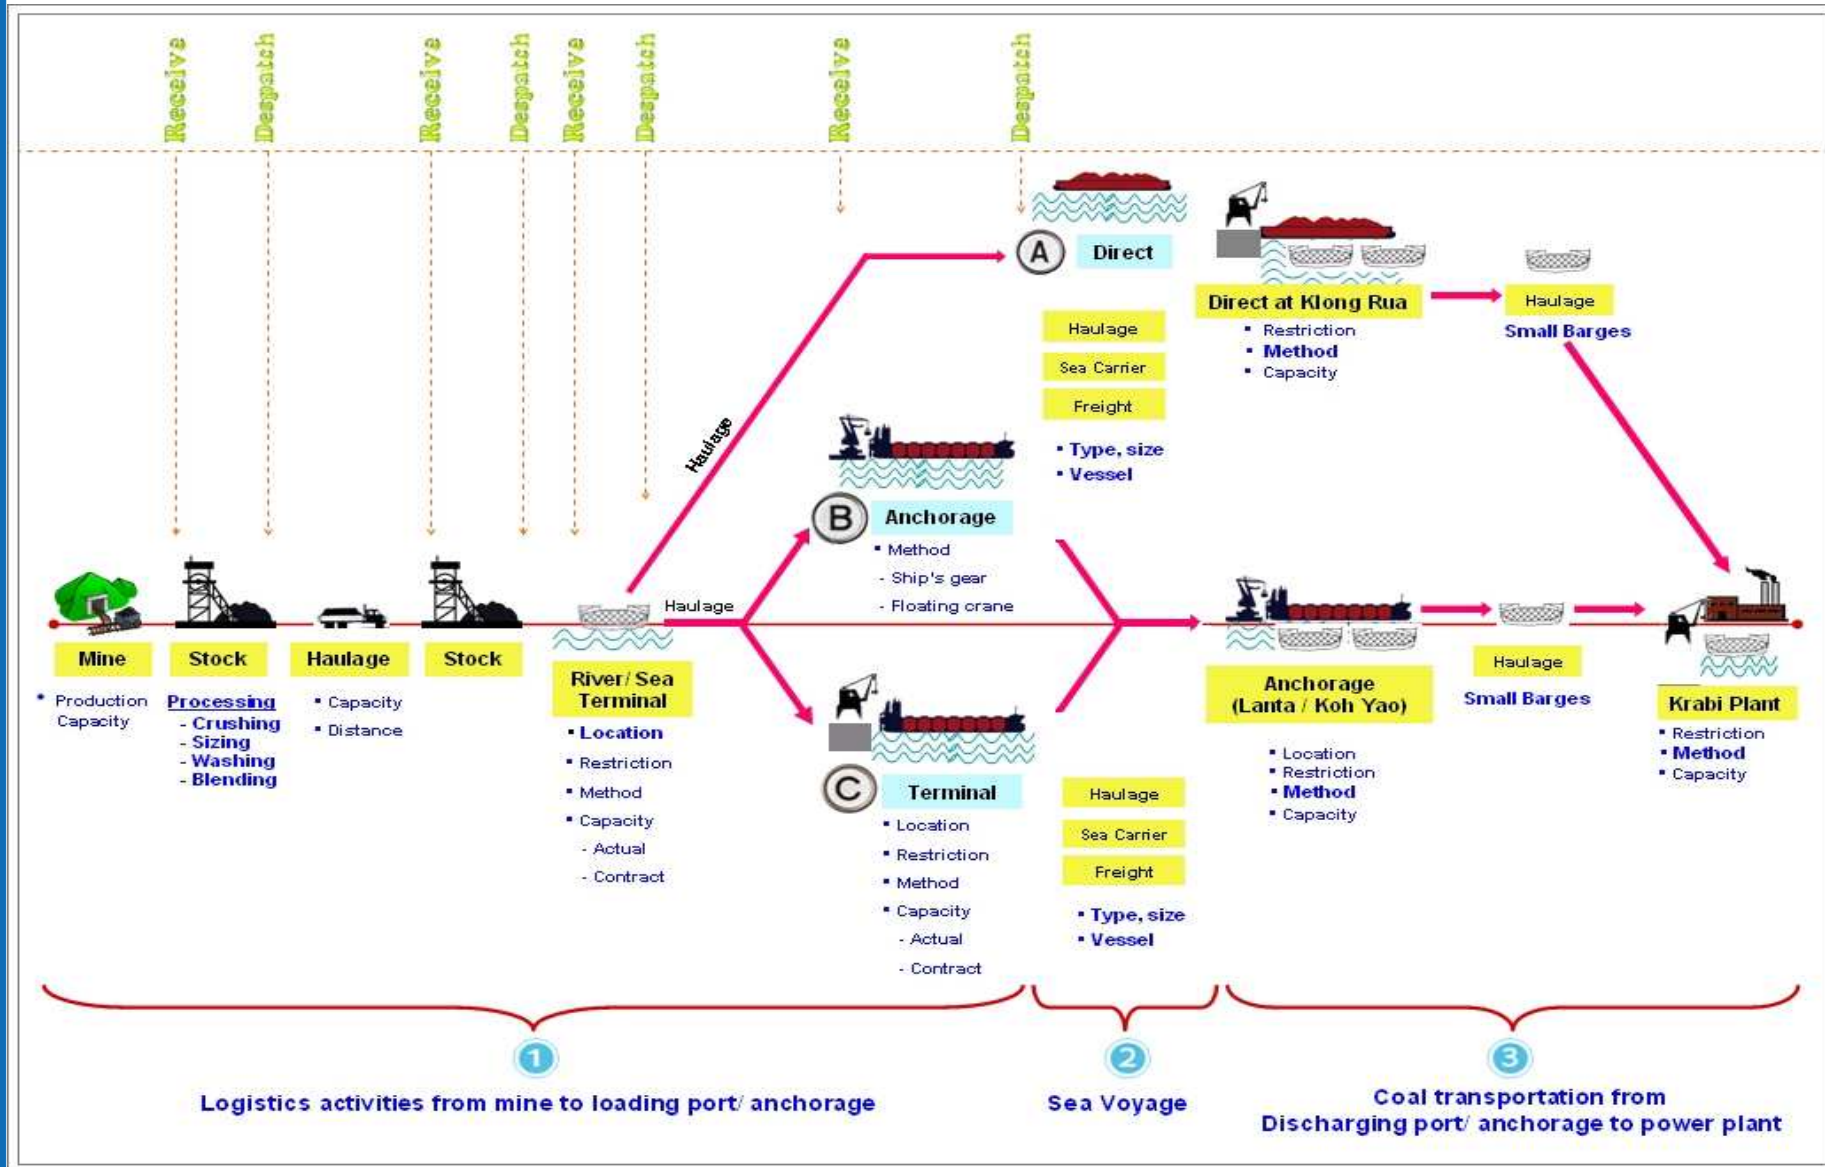 Receive
Despatch
Receive
Despatch
Receive
Despatch
Receive
Despatch
A
Direct
Direct at Klong Rua
▪ Restriction
▪ Method
▪ Capacity
Haulage
Small Barges
Haulage
Sea Carrier
Freight
▪ Type, size
▪ Vessel
Haulage
B
Anchorage
▪ Method
- Ship's gear
- Floating crane
Haulage
Mine
* Production
Capacity
Stock
Processing
- Crushing
- Sizing
- Washing
- Blending
Haulage
▪ Capacity
▪ Distance
Stock
River/ Sea
Terminal
▪ Location
▪ Restriction
▪ Method
▪ Capacity
- Actual
- Contract
C
Terminal
▪ Location
▪ Restriction
▪ Method
▪ Capacity
- Actual
- Contract
Haulage
Sea Carrier
Freight
▪ Type, size
▪ Vessel
Anchorage
(Lanta / Koh Yao)
▪ Location
▪ Restriction
▪ Method
▪ Capacity
Haulage
Small Barges
Krabi Plant
▪ Restriction
▪ Method
▪ Capacity
1
Logistics activities from mine to loading port/ anchorage
2
Sea Voyage
3
Coal transportation from
Discharging port/ anchorage to power plant